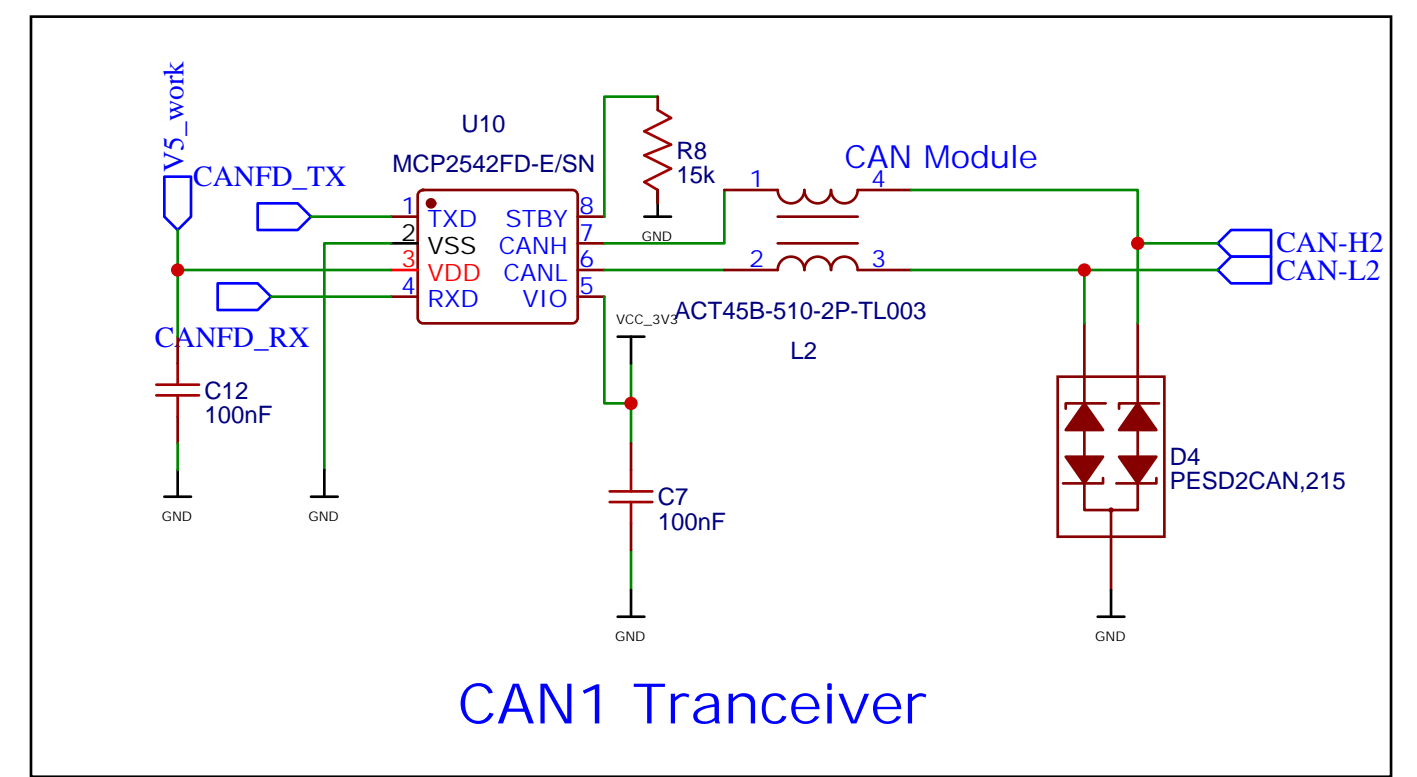 V5_work
CANFD_TX
U10
MCP2542FD-E/SN
1
TXD
2
VSS
3
VDD
4
RXD
STBY
8
CANH
7
CANL
6
VIO
5
R8
15k
GND
CAN Module
1
4
2
3
ACT45B-510-2P-TL003
L2
CAN-H2
CAN-L2
CANFD_RX
VCC_3V3
C12
100nF
GND
GND
C7
100nF
GND
D4
PESD2CAN,215
GND
CAN1 Tranceiver